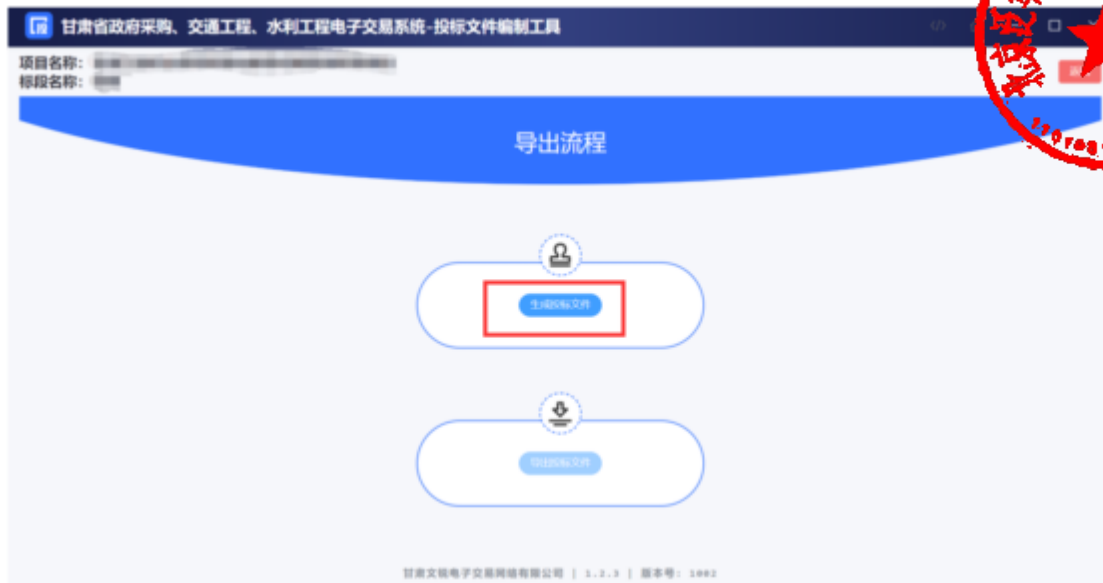 甘肃省政府采购、交通工程、水利工程电子交易系统-投标文件编制工具
项目名称:
标段名称:
导出流程
生成投标文件
导出投标文件
甘肃文锐电子交易网络有限公司 | 1.2.3 | 版本号: 1002